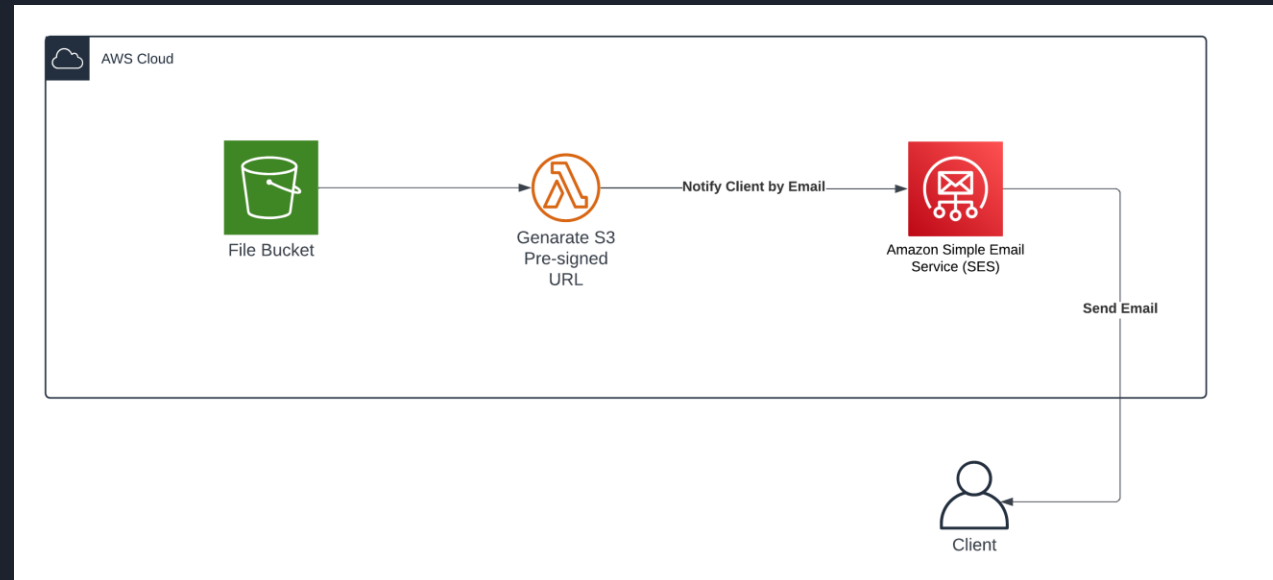 AWS Cloud
File Bucket
Genarate S3
Pre-signed
URL
Notify Client by Email
Amazon Simple Email
Service (SES)
Send Email
Client